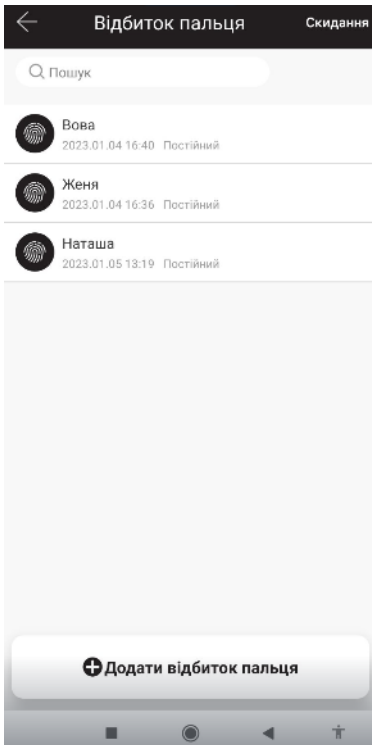 Відбиток пальця Скидання
Пошук
Вова
2023.01.04 16:40 Постійний
Женя
2023.01.04 16:36 Постійний
Наташа
2023.01.05 13:19 Постійний
Додати відбиток пальця